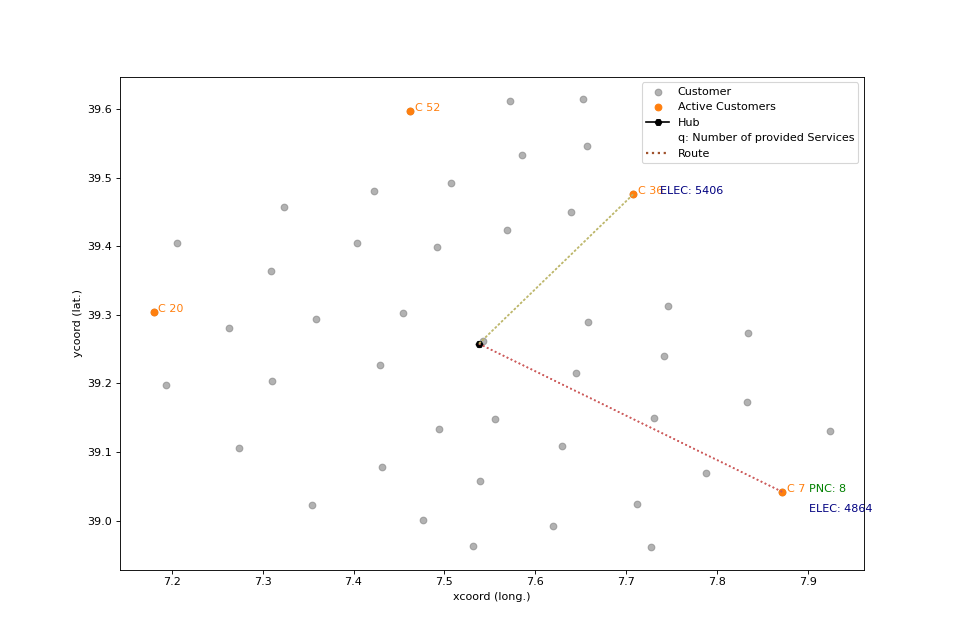 Customer
Active Customers
Hub
q: Number of provided Services
Route
C 52
C 36 ELEC: 5406
C 20
C 7 PNC: 8
ELEC: 4864
ycoord (lat.)
39.6
39.5
39.4
39.3
39.2
39.1
39.0
7.2 7.3 7.4 7.5 7.6 7.7 7.8 7.9
xcoord (long.)